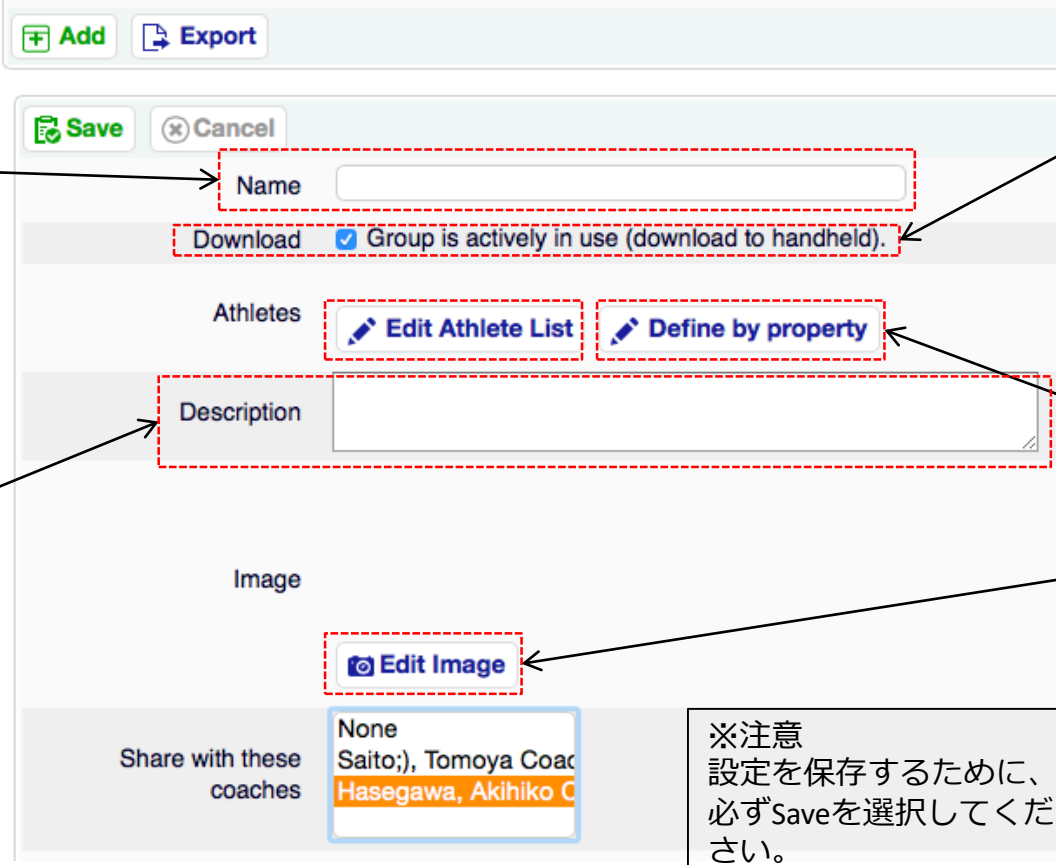 Add Export
Save Cancel
Name
Download Group is actively in use (download to handheld).
Athletes Edit Athlete List Define by property
Description
Image
Edit Image
Share with these
coaches
None
Saito;), Tomoya Coac
Hasegawa, Akihiko C
※注意
設定を保存するために、
必ずSaveを選択してくだ
さい。